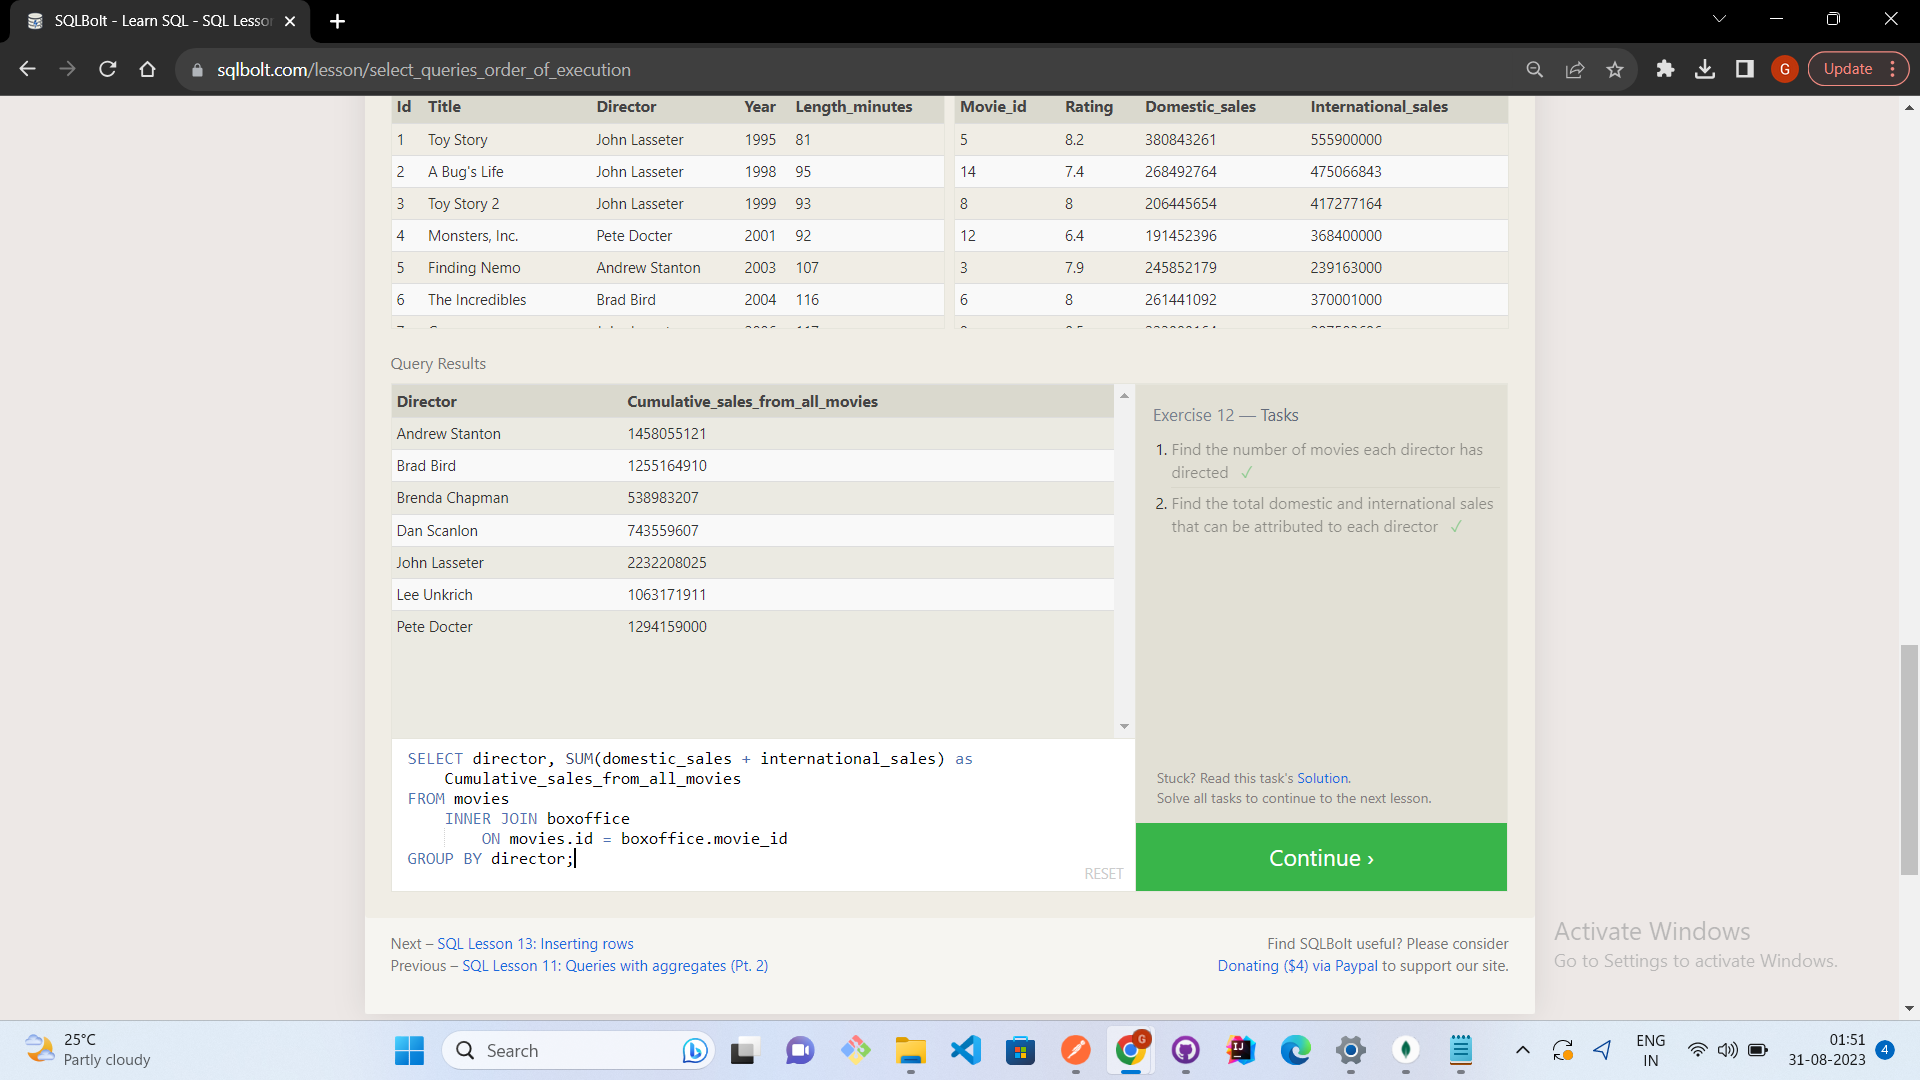 SQLBolt - Learn SQL - SQL Lesson
sqlbolt.com/lesson/select_queries_order_of_execution
G
Update
Id Title Director Year Length_minutes
1 Toy Story John Lasseter 1995 81
2 A Bug's Life John Lasseter 1998 95
3 Toy Story 2 John Lasseter 1999 93
4 Monsters, Inc. Pete Docter 2001 92
5 Finding Nemo Andrew Stanton 2003 107
6 The Incredibles Brad Bird 2004 116
Movie_id Rating Domestic_sales International_sales
5 8.2 380843261 555900000
14 7.4 268492764 475066843
8 8 206445654 417277164
12 6.4 191452396 368400000
3 7.9 245852179 239163000
6 8 261441092 370001000
Query Results
Director Cumulative_sales_from_all_movies
Andrew Stanton 1458055121
Brad Bird 1255164910
Brenda Chapman 538983207
Dan Scanlon 743559607
John Lasseter 2232208025
Lee Unkrich 1063171911
Pete Docter 1294159000
Exercise 12 — Tasks
1. Find the number of movies each director has
directed ✓
2. Find the total domestic and international sales
that can be attributed to each director ✓
SELECT director, SUM(domestic_sales + international_sales) as
Cumulative_sales_from_all_movies
FROM movies
INNER JOIN boxoffice
ON movies.id = boxoffice.movie_id
GROUP BY director;
RESET
Stuck? Read this task's Solution.
Solve all tasks to continue to the next lesson.
Continue ›
Next – SQL Lesson 13: Inserting rows
Previous – SQL Lesson 11: Queries with aggregates (Pt. 2)
Find SQLBolt useful? Please consider
Donating ($4) via Paypal to support our site.
Activate Windows
Go to Settings to activate Windows.
25°C
Partly cloudy
Search
G
IJ
ENG
IN
01:51
31-08-2023
4